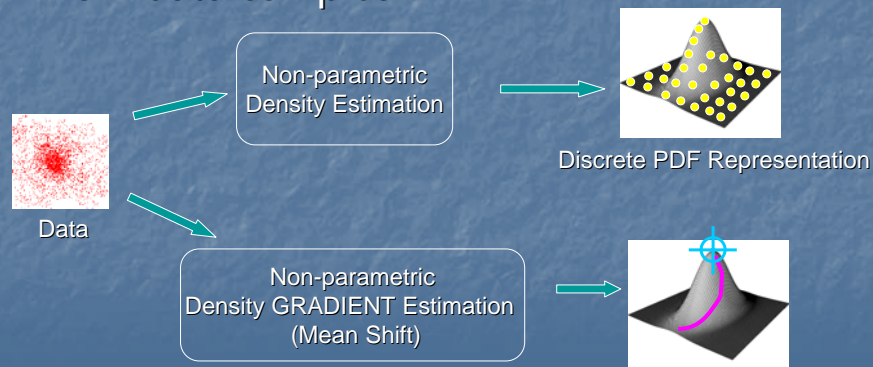 Non-parametric
Density Estimation
Discrete PDF Representation
Data
Non-parametric
Density GRADIENT Estimation
(Mean Shift)